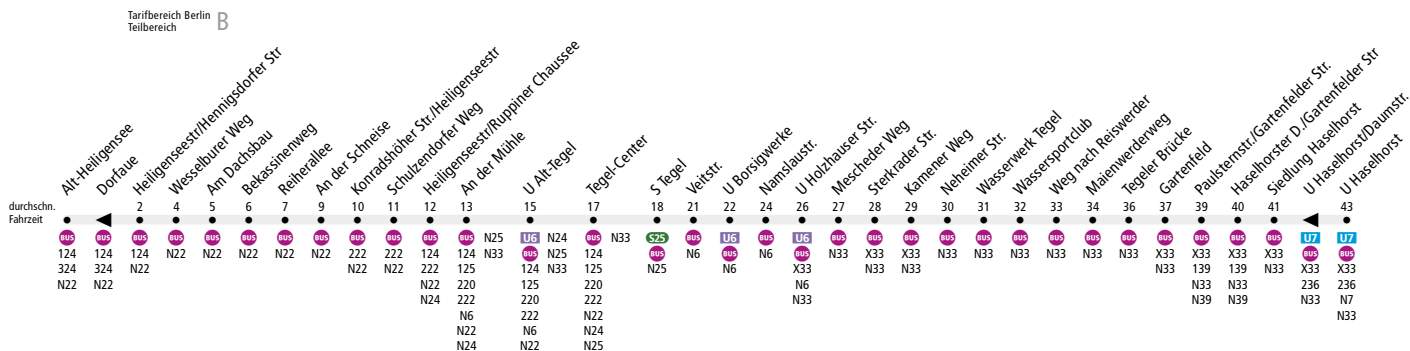 Tarifbereich Berlin
Teilbereich
B
Alt-Heiligensee
Dorfaue
Heiligenseestr/Hennigsdorfer Str
Wesselburer Weg
Am Dachsbau
Bekassinenweg
Reiherallee
An der Schneise
Konradshöher Str./Heiligenseestr
Schulzendorfer Weg
Heiligenseestr/Ruppiner Chaussee
An der Mühle
U Alt-Tegel
Tegel-Center
S Tegel
Veitstr.
U Borsigwerke
Namslaustr.
U Holzhauser Str.
Mescheder Weg
Sterkrader Str.
Kamener Weg
Neheimer Str.
Wasserwerk Tegel
Wassersportclub
Weg nach Reiswerder
Maienwerderweg
Tegeler Brücke
Gartenfeld
Paulsternstr./Gartenfelder Str.
Haselhorster D./Gartenfelder Str
Siedlung Haselhorst
U Haselhorst/Daumstr.
U Haselhorst
durchschn. 2 4 5 6 7 9 10 11 12 13 15 17 18 21 22 24 26 27 28 29 30 31 32 33 34 36 37 39 40 41 43
Fahrzeit
BUS BUS BUS BUS BUS BUS BUS BUS BUS BUS BUS BUS N25 U6 N24 BUS N33 S25 BUS U6 BUS U6 BUS BUS BUS BUS BUS BUS BUS BUS BUS BUS BUS BUS BUS U7 U7
124 324 124 N22 N22 N22 N22 N22 222 222 124 124 N33 BUS N25 124 BUS N6 BUS N6 BUS N33 X33 X33 N33 N33 N33 N33 N33 N33 X33 X33 X33 X33 BUS BUS
324 124 N22 N22 N22 222 125 124 N33 125 N25 N6 X33 N33 N33 N33 139 139 N33 X33 X33
N22 N22 N22 220 125 220 N6 N33 N33 236 236
N24 222 220 222 N33 N39 N39 N33 N7
N6 222 N22 N33
N22 N6 N24
N24 N22 N25